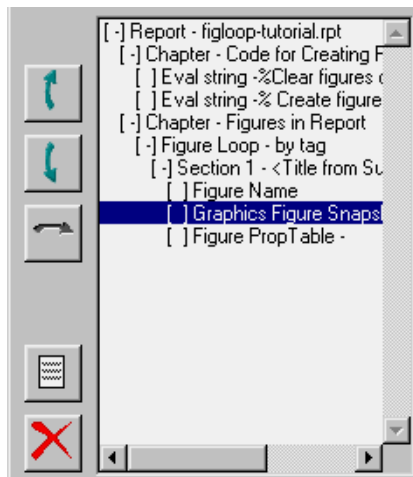 [-] Report - figloop-tutorial.rpt
[-] Chapter - Code for Creating F
[ ] Eval string -%Clear figures
[ ] Eval string -% Create figure
[-] Chapter - Figures in Report
[-] Figure Loop - by tag
[-] Section 1 - <Title from Su
[ ] Figure Name
[ ] Graphics Figure Snaps
[ ] Figure PropTable -